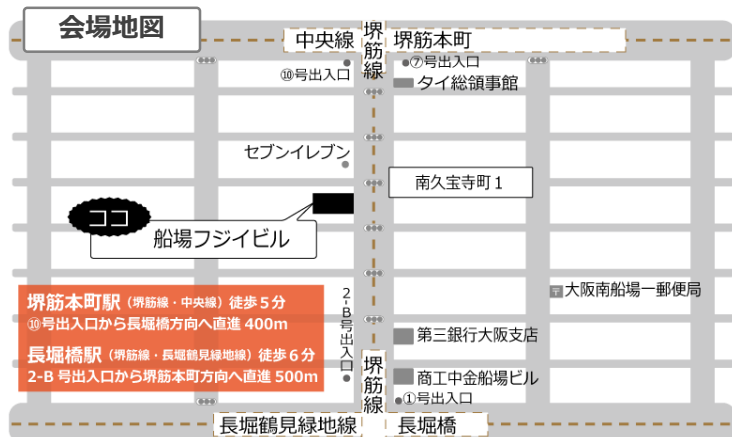 会場地図
中央線
堺筋線
堺筋本町
⑩号出入口
⑦号出入口
タイ総領事館
セブンイレブン
南久宝寺町1
ココ
船場フジイビル
〒大阪南船場一郵便局
堺筋本町駅(堺筋線・中央線)徒歩5分
⑩号出入口から長堀橋方向へ直進 400m
長堀橋駅(堺筋線・長堀鶴見緑地線)徒歩6分
2-B 号出入口から堺筋本町方向へ直進 500m
2-B号出入口
第三銀行大阪支店
堺筋線
商工中金船場ビル
①号出入口
長堀鶴見緑地線
長堀橋